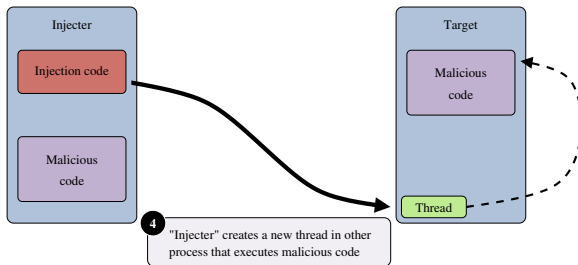 Injecter
Injection code
Malicious
code
Target
Malicious
code
Thread
4
"Injecter" creates a new thread in other
process that executes malicious code